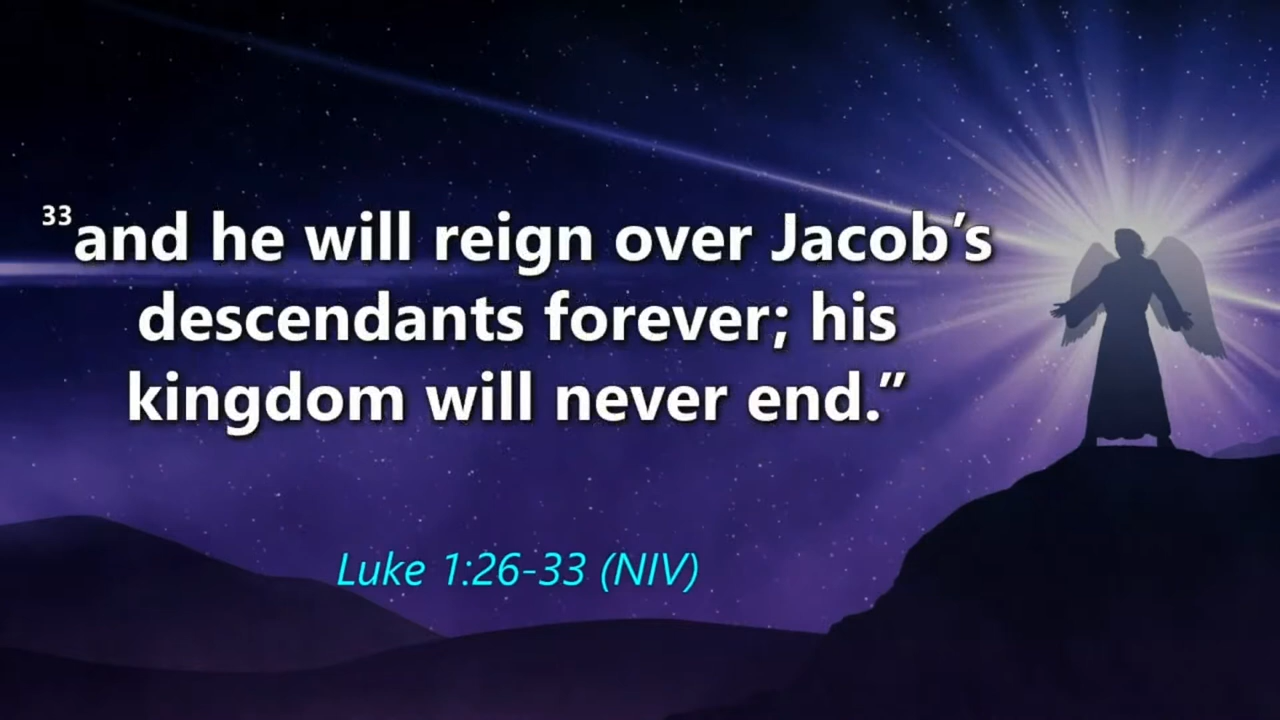 33and he will reign over Jacob’s
descendants forever; his
kingdom will never end.”
Luke 1:26-33 (NIV)